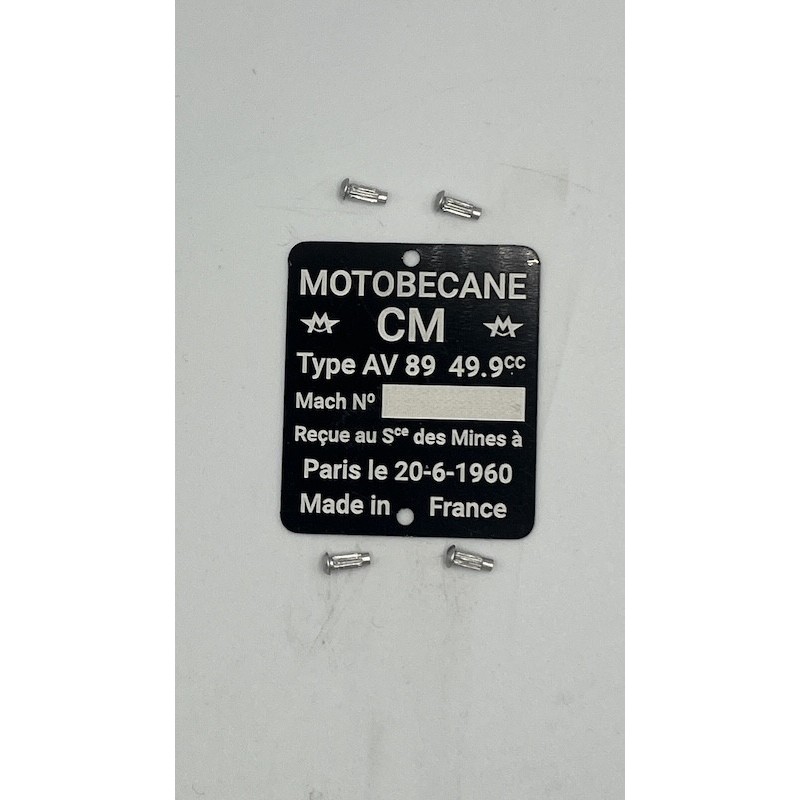 MOTOBECANE
M CM M
Type AV 89 49.9cc
Mach Nº
Reçue au Sce des Mines à
Paris le 20-6-1960
Made in France